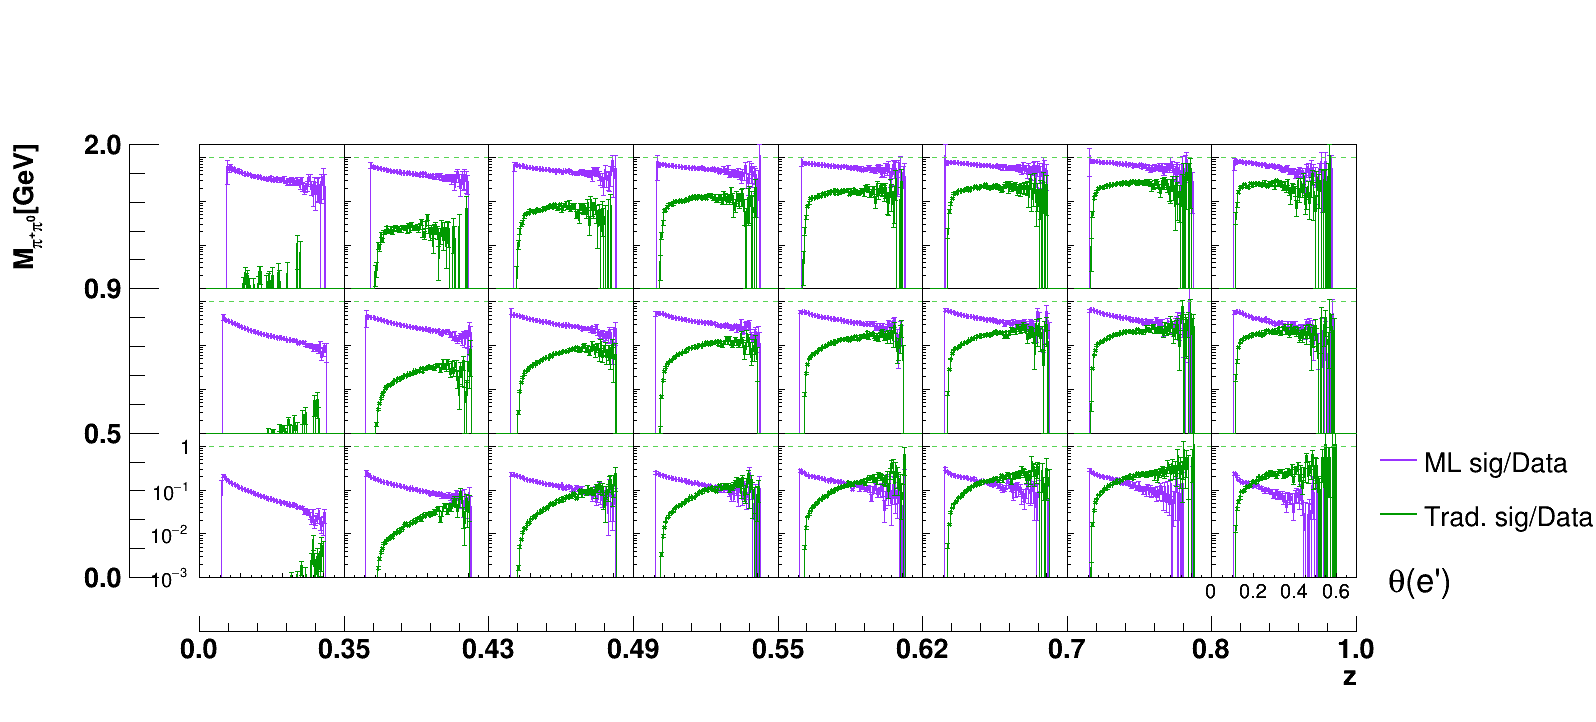 M_{π⁺π⁰}[GeV]
2.0
0.9
0.5
0.0
1
10⁻¹
10⁻²
10⁻³
ML sig/Data
Trad. sig/Data
θ(e')
0 0.2 0.4 0.6
0.0 0.35 0.43 0.49 0.55 0.62 0.7 0.8 1.0
z